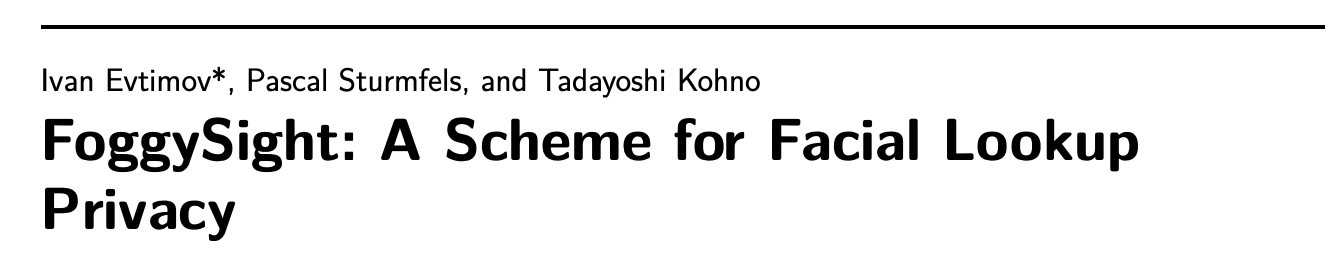 Ivan Evtimov*, Pascal Sturmfels, and Tadayoshi Kohno
FoggySight: A Scheme for Facial Lookup
Privacy